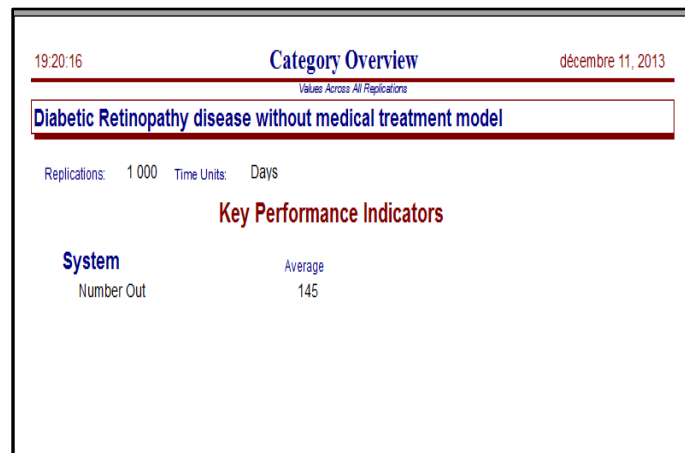 19:20:16 Category Overview décembre 11, 2013
Values Across All Replications
Diabetic Retinopathy disease without medical treatment model
Replications: 1 000 Time Units: Days
Key Performance Indicators
System Average
Number Out 145